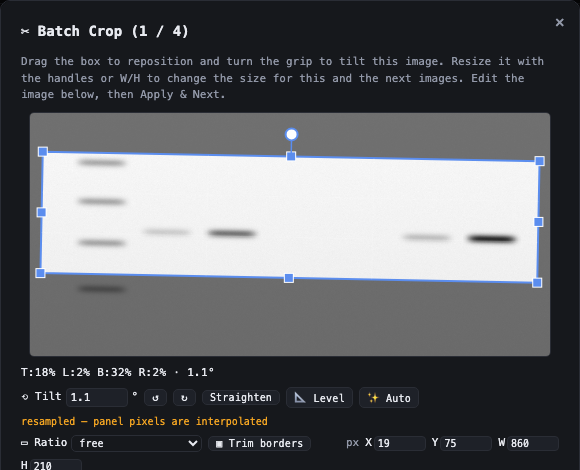 ✂ Batch Crop (1 / 4)
×
Drag the box to reposition and turn the grip to tilt this image. Resize it with
the handles or W/H to change the size for this and the next images. Edit the
image below, then Apply & Next.
T:18% L:2% B:32% R:2% · 1.1°
⟲ Tilt 1.1 ° ↺ ↻ Straighten 📐 Level ✨ Auto
resampled — panel pixels are interpolated
▭ Ratio free ▣ Trim borders px X 19 Y 75 W 860
H 210